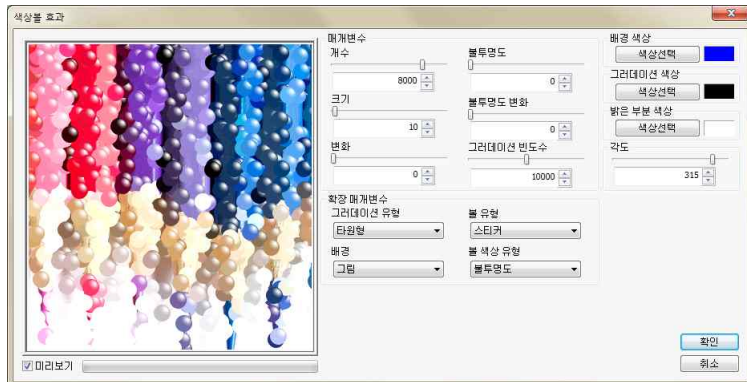 색상볼 효과
매개변수
개수
8000
크기
10
변화
0
불투명도
0
불투명도 변화
0
그러데이션 빈도수
10000
확장 매개변수
그러데이션 유형
타원형
볼 유형
스티커
배경
그림
볼 색상 유형
불투명도
배경 색상
색상선택
그러데이션 색상
색상선택
밝은 부분 색상
색상선택
각도
315
미리보기
확인
취소